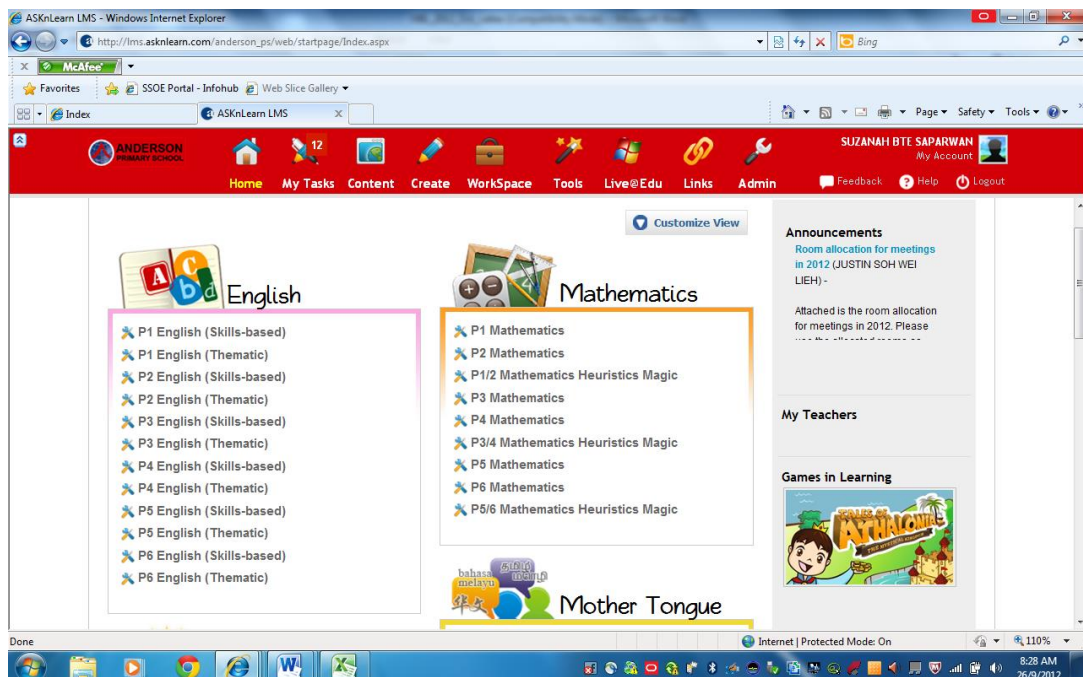 ASKnLearn LMS - Windows Internet Explorer
http://lms.asknlearn.com/anderson_ps/web/startpage/Index.aspx
Bing
McAfee
Favorites
SSOE Portal - Infohub
Web Slice Gallery
Index
ASKnLearn LMS
Page
Safety
Tools
ANDERSON
PRIMARY SCHOOL
12
Home
My Tasks
Content
Create
WorkSpace
Tools
Live@Edu
Links
Admin
SUZANAH BTE SAPARWAN
My Account
Feedback
Help
Logout
Customize View
English
P1 English (Skills-based)
P1 English (Thematic)
P2 English (Skills-based)
P2 English (Thematic)
P3 English (Skills-based)
P3 English (Thematic)
P4 English (Skills-based)
P4 English (Thematic)
P5 English (Skills-based)
P5 English (Thematic)
P6 English (Skills-based)
P6 English (Thematic)
Mathematics
P1 Mathematics
P2 Mathematics
P1/2 Mathematics Heuristics Magic
P3 Mathematics
P4 Mathematics
P3/4 Mathematics Heuristics Magic
P5 Mathematics
P6 Mathematics
P5/6 Mathematics Heuristics Magic
bahasa
melayu
தமிழ்
மொழி
华文
Mother Tongue
Announcements
Room allocation for meetings
in 2012 (JUSTIN SOH WEI
LIEH) -
Attached is the room allocation
for meetings in 2012. Please
My Teachers
Games in Learning
TALES OF
ATHALONIA
THE MYSTICAL KINGDOM
Done
Internet | Protected Mode: On
110%
8:28 AM
26/9/2012